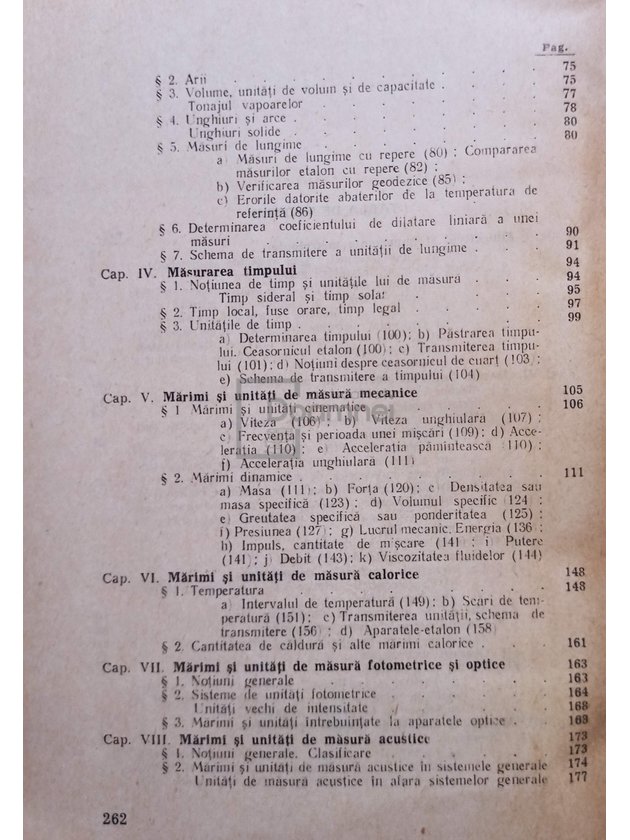 Pag.
75
§ 2. Arii . . . . . . . . . . 75
§ 3. Volume, unități de volum și de capacitate . . . . 77
Tonajul vapoarelor . . . . . . . 78
§ 4. Unghiuri și arce . . . . . . . . 80
Unghiuri solide . . . . . . . . 80
§ 5. Măsuri de lungime . . . . . . . .
a) Măsuri de lungime cu repere (80) ; Compararea
măsurilor etalon cu repere (82) ;
b) Verificarea măsurilor geodezice (85) ;
c) Erorile datorite abaterilor de la temperatura de
referință (86)
§ 6. Determinarea coeficientului de dilatare liniară a unei
măsuri . . . . . . . . . 90
§ 7. Schema de transmitere a unității de lungime . . . 91
Cap. IV. Măsurarea timpului 94
§ 1. Noțiunea de timp și unitățile lui de măsură . . . 94
Timp sideral și timp solar . . . . 95
§ 2. Timp local, fuse orare, timp legal . . . . 97
§ 3. Unitățile de timp . . . . . . . 99
a) Determinarea timpului (100); b) Păstrarea timpu-
lui. Ceasornicul etalon (100); c) Transmiterea timpu-
lui (101); d) Noțiuni despre ceasornicul de cuarț (103) ;
e) Schema de transmitere a timpului (104)
Cap. V. Mărimi și unități de măsură mecanice 105
§ 1 Mărimi și unități cinematice . . . . . 106
a) Viteza (106) ; b) Viteza unghiulară (107) ;
c) Frecvența și perioada unei mișcări (109); d) Acce-
lerația (110); e) Accelerația pămintească (110) ;
f) Accelerația unghiulară (111)
§ 2. Mărimi dinamice . . . . . . . . 111
a) Masa (111) ; b) Forța (120); c) Densitatea sau
masa specifică (123) ; d) Volumul specific (124) ;
e) Greutatea specifică sau ponderitatea (125) ;
f) Presiunea (127) ; g) Lucrul mecanic, Energia (136) ;
h) Impuls, cantitate de mișcare (141) ; i) Putere
(141) ; j) Debit (143); k) Viscozitatea fluidelor (144)
Cap. VI. Mărimi și unități de măsură calorice 148
§ 1. Temperatura . . . . . . . . 148
a) Intervalul de temperatură (149); b) Scări de tem-
peratură (151); c) Transmiterea unității, schema de
transmitere (156) ; d) Aparatele-etalon (158)
§ 2. Cantitatea de căldură și alte mărimi calorice . . 161
Cap. VII. Mărimi și unități de măsură fotometrice și optice 163
§ 1. Noțiuni generale . . . . . . . 163
§ 2. Sisteme de unități fotometrice . . . . . 164
Unități vechi de intensitate . . . . . 168
§ 3. Mărimi și unități întrebuințate la aparatele optice . . 169
Cap. VIII. Mărimi și unități de măsură acustice 173
§ 1. Noțiuni generale. Clasificare . . . . . 173
§ 2. Mărimi și unități de măsură acustice în sistemele generale 174
Unități de măsură acustice în afara sistemelor generale 177
262